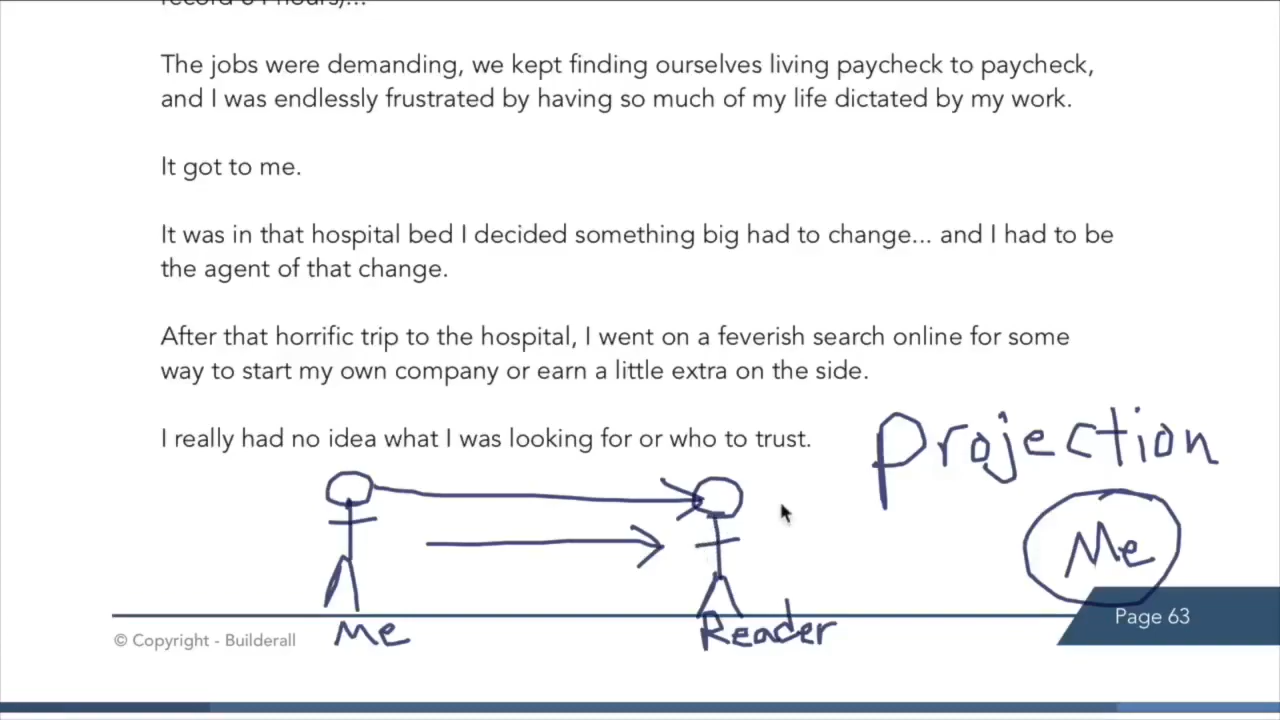 The jobs were demanding, we kept finding ourselves living paycheck to paycheck,
and I was endlessly frustrated by having so much of my life dictated by my work.
It got to me.
It was in that hospital bed I decided something big had to change... and I had to be
the agent of that change.
After that horrific trip to the hospital, I went on a feverish search online for some
way to start my own company or earn a little extra on the side.
I really had no idea what I was looking for or who to trust.
Projection
Me
Page 63
© Copyright - Builderall
Me
Reader